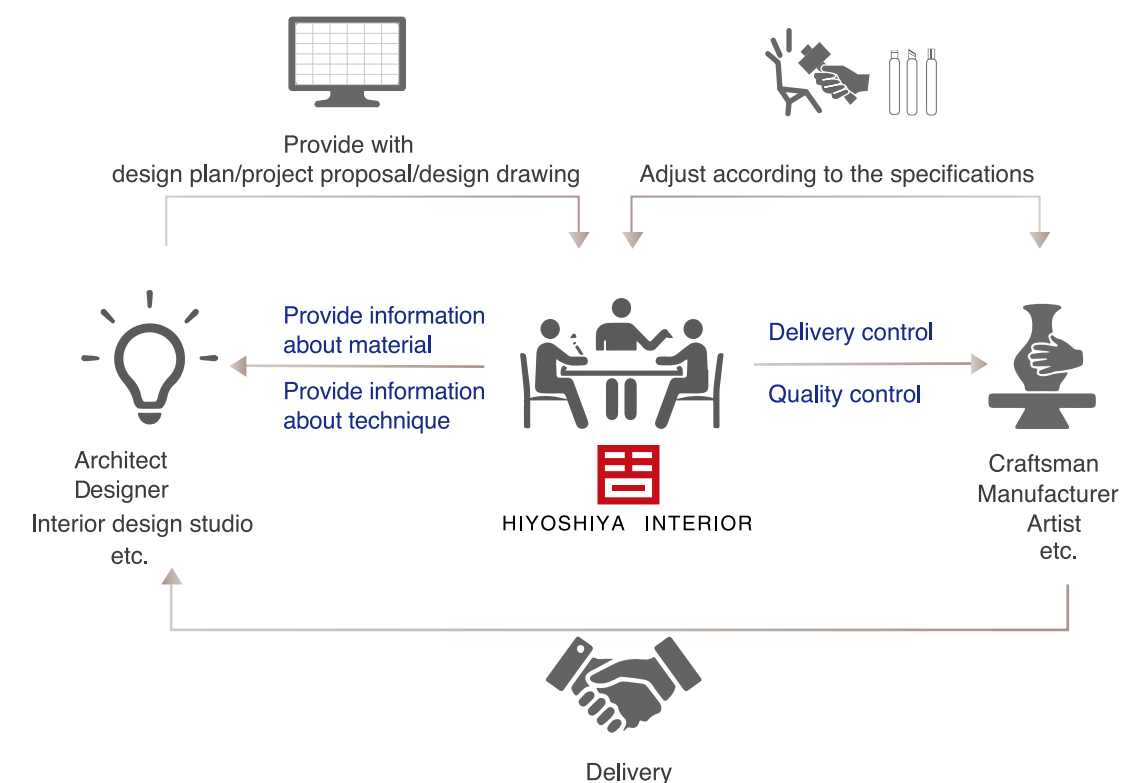 Provide with
design plan/project proposal/design drawing
Adjust according to the specifications
Provide information
about material
Provide information
about technique
Delivery control
Quality control
Architect
Designer
Interior design studio
etc.
HIYOSHIYA INTERIOR
Craftsman
Manufacturer
Artist
etc.
Delivery